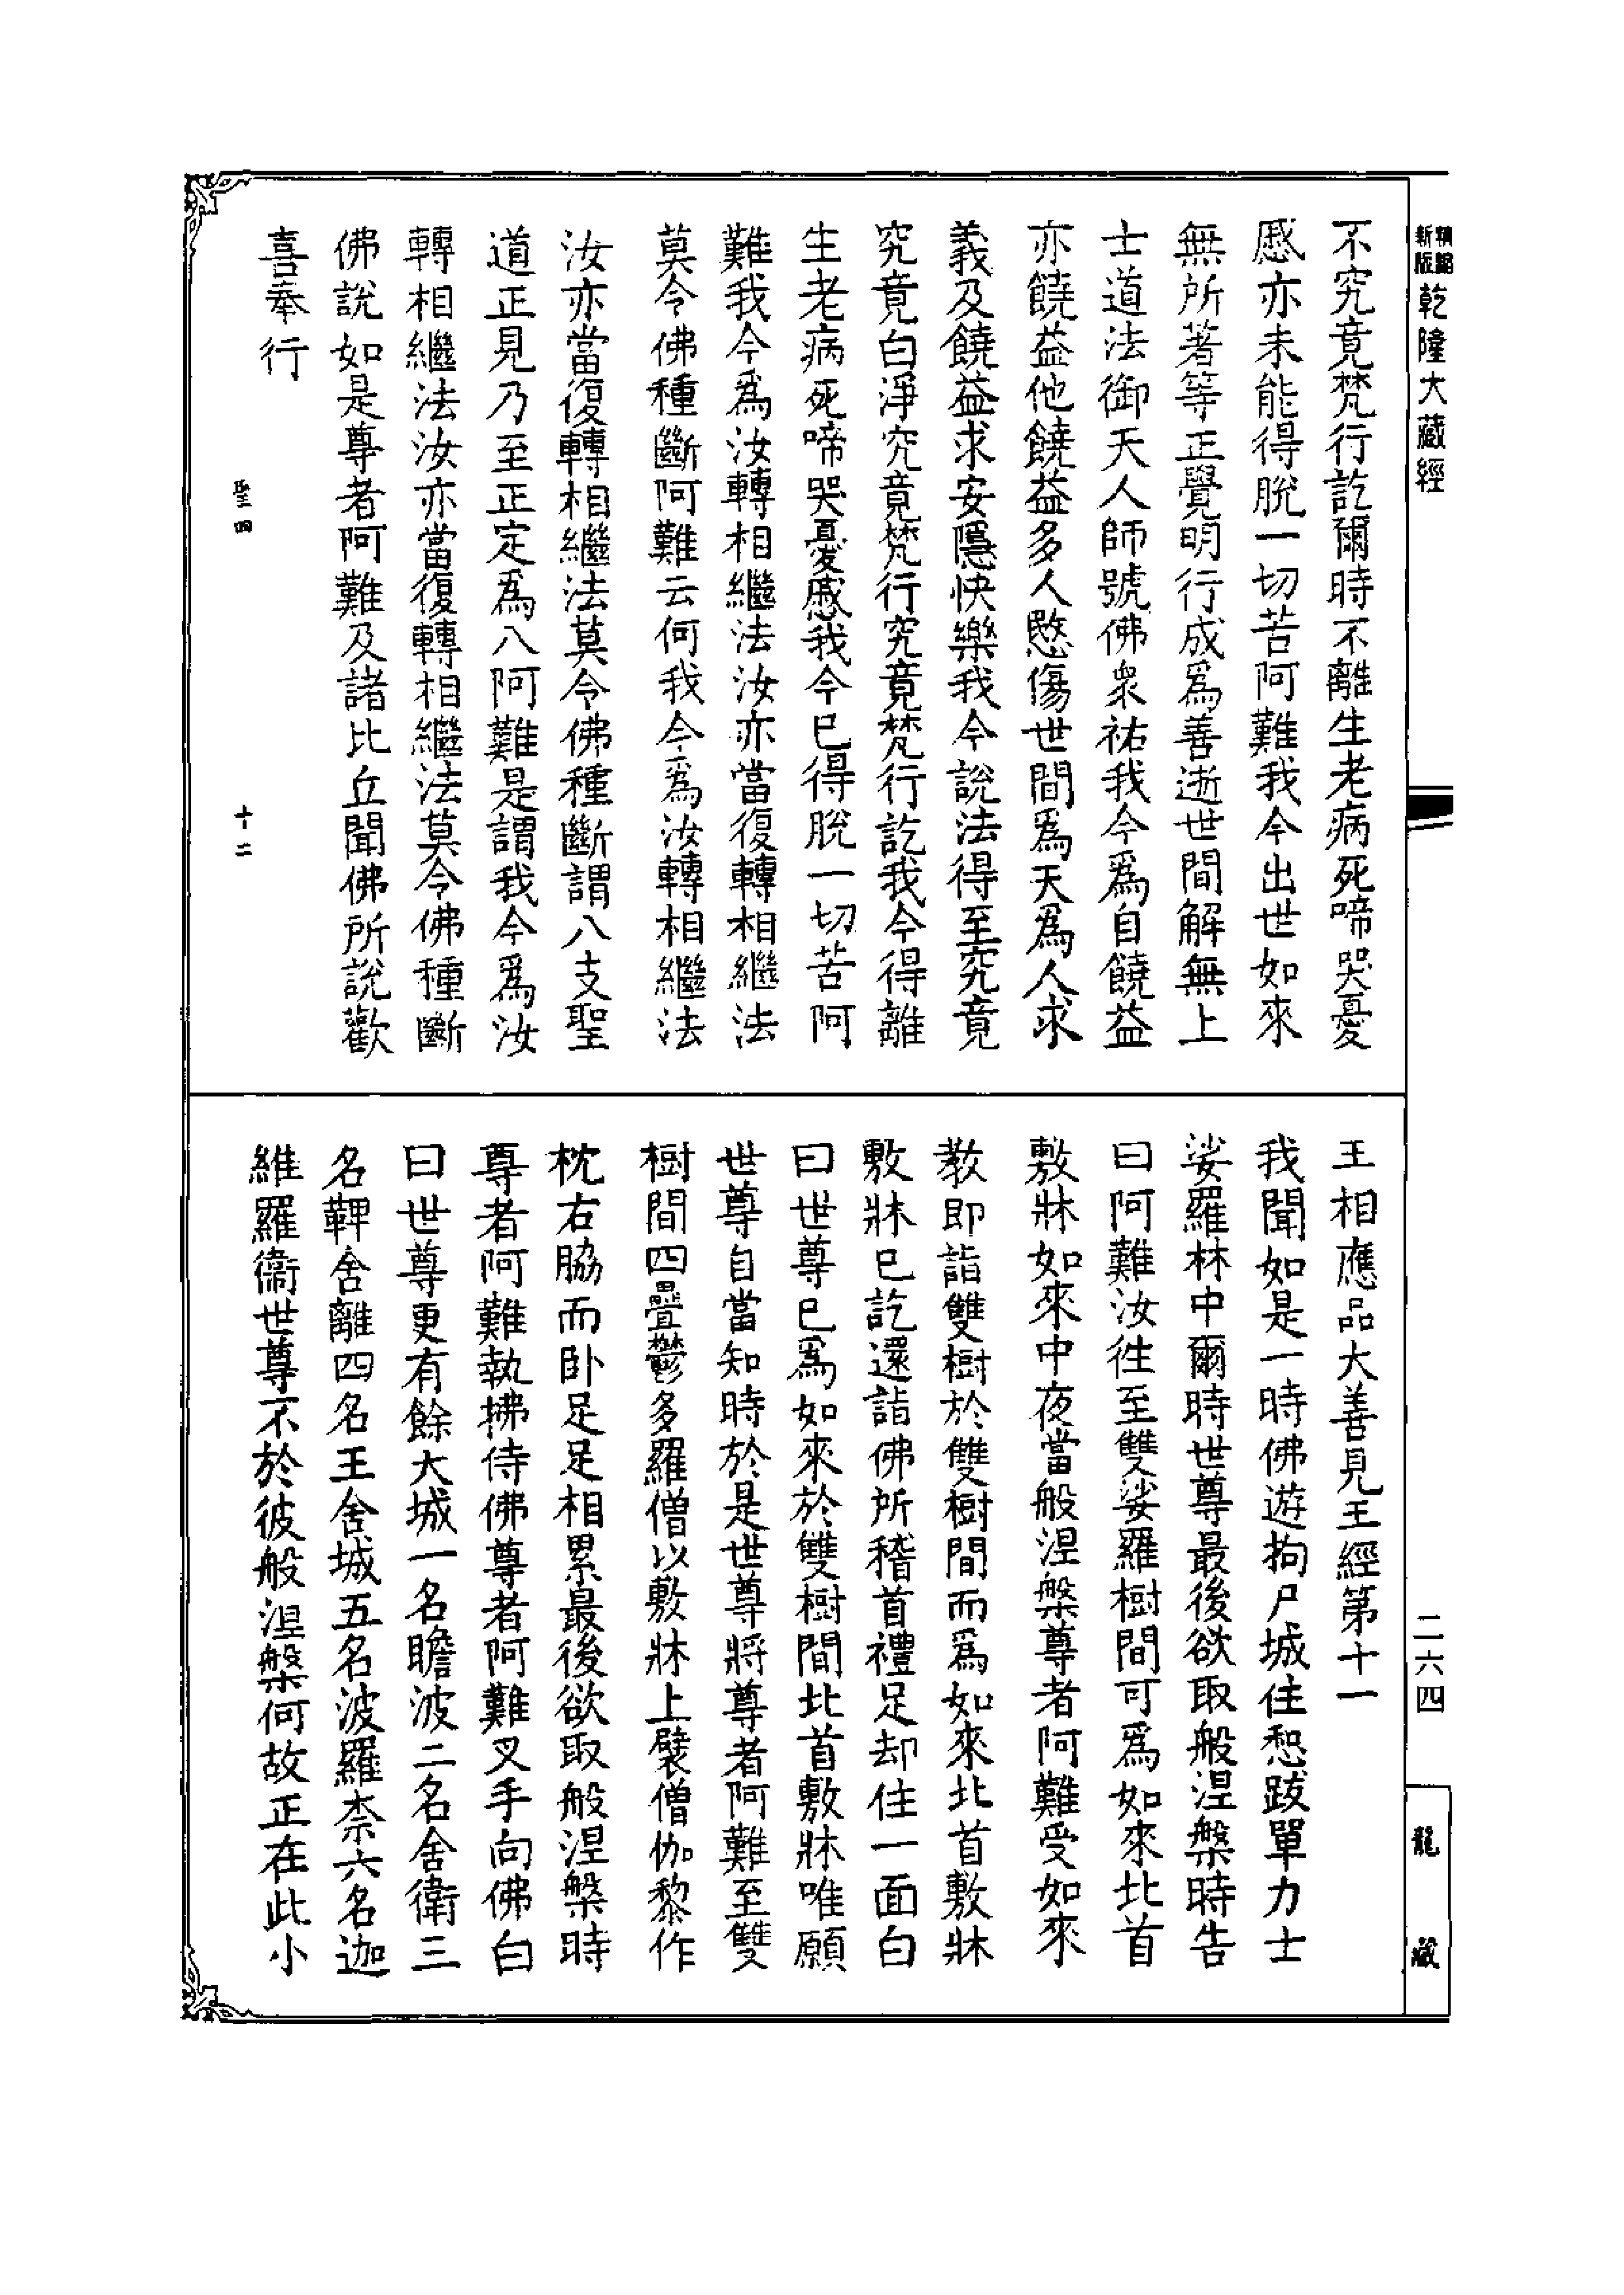 新版
精縮
乾隆大藏經
不究竟梵行訖爾時不離生老病死啼哭憂
慼亦未能得脫一切苦阿難我今出世如來
無所著等正覺明行成爲善逝世間解無上
士道法御天人師號佛衆祐我今爲自饒益
亦饒益他饒益多人愍傷世間爲天爲人求
義及饒益求安隱快樂我今說法得至究竟
究竟白淨究竟梵行究竟梵行訖我今得離
生老病死啼哭憂慼我今已得脫一切苦阿
難我今爲汝轉相繼法汝亦當復轉相繼法
莫令佛種斷阿難云何我今爲汝轉相繼法
汝亦當復轉相繼法莫令佛種斷謂八支聖
道正見乃至正定爲八阿難是謂我今爲汝
轉相繼法汝亦當復轉相繼法莫令佛種斷
佛說如是尊者阿難及諸比丘聞佛所說歡
喜奉行
聖四
十二
王相應品大善見王經第十一
我聞如是一時佛遊拘尸城住惒跋單力士
娑羅林中爾時世尊最後欲取般涅槃時告
曰阿難汝往至雙娑羅樹間可爲如來北首
敷牀如來中夜當般涅槃尊者阿難受如來
教即詣雙樹於雙樹間而爲如來北首敷牀
敷牀已訖還詣佛所稽首禮足却住一面白
曰世尊已爲如來於雙樹間北首敷牀唯願
世尊自當知時於是世尊將尊者阿難至雙
樹間四疊鬱多羅僧以敷牀上襞僧伽黎作
枕右脇而卧足足相累最後欲取般涅槃時
尊者阿難執拂侍佛尊者阿難叉手向佛白
曰世尊更有餘大城一名瞻波二名舍衛三
名鞞舍離四名王舍城五名波羅柰六名迦
維羅衞世尊不於彼般涅槃何故正在此小
二六四
龍藏